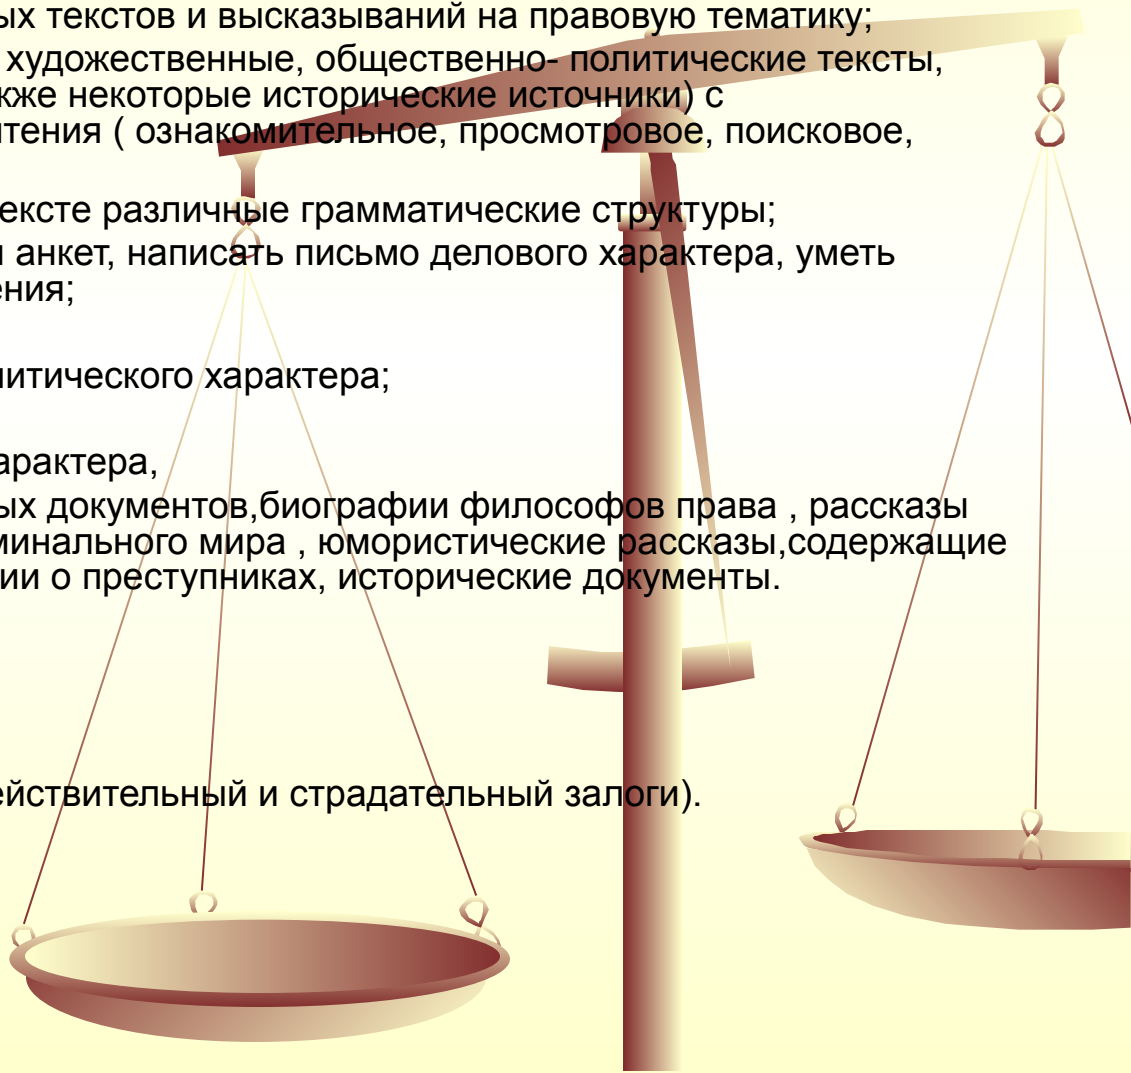 ых текстов и высказываний на правовую тематику;
художественные, общественно- политические тексты,
кже некоторые исторические источники) с
тения ( ознакомительное, просмотровое, поисковое,
ексте различные грамматические структуры;
и анкет, написать письмо делового характера, уметь
ения;
литического характера;
арактера,
ых документов,биографии философов права , рассказы
минального мира , юмористические рассказы,содержащие
ии о преступниках, исторические документы.
ействительный и страдательный залоги).